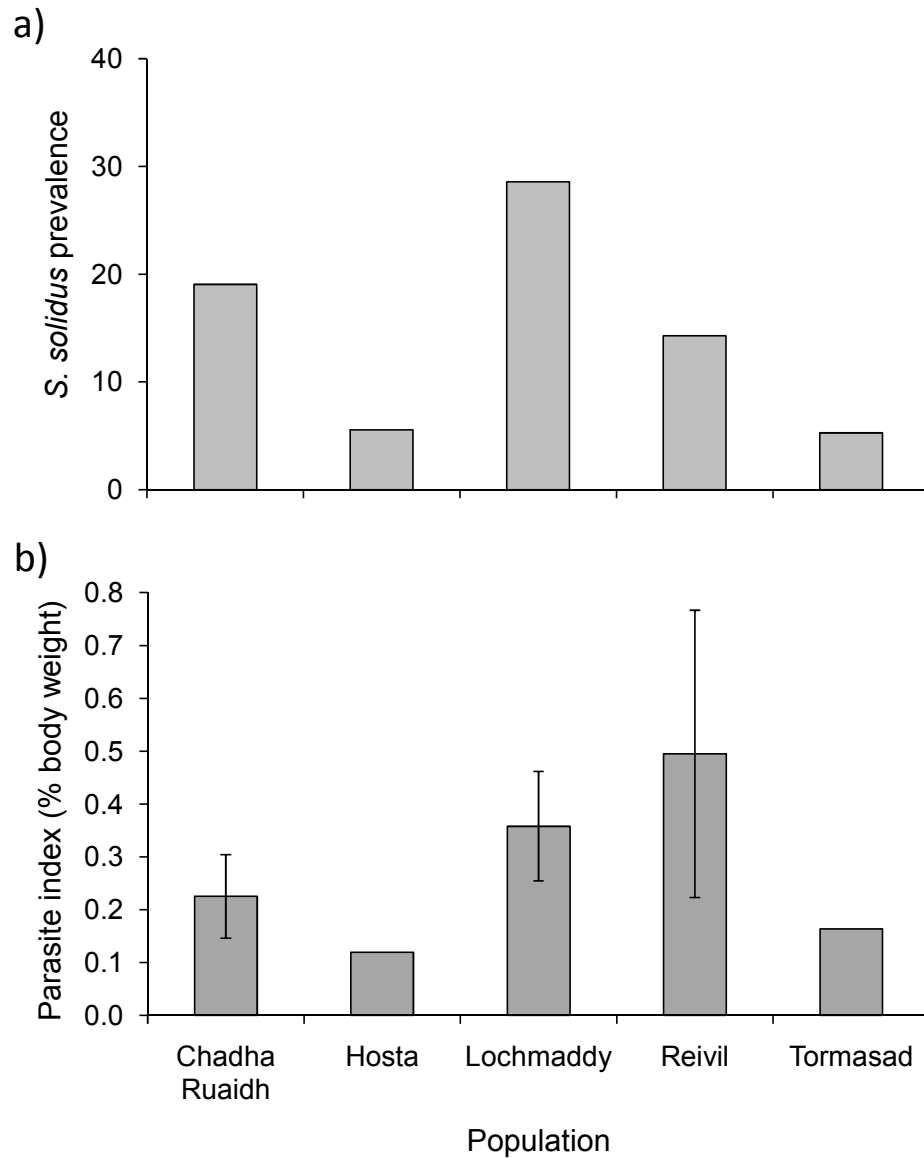 a)
40
30
20
10
0
S. solidus prevalence
b)
0.8
0.7
0.6
0.5
0.4
0.3
0.2
0.1
0.0
Parasite index (% body weight)
Chadha Ruaidh
Hosta
Lochmaddy
Reivil
Tormasad
Population